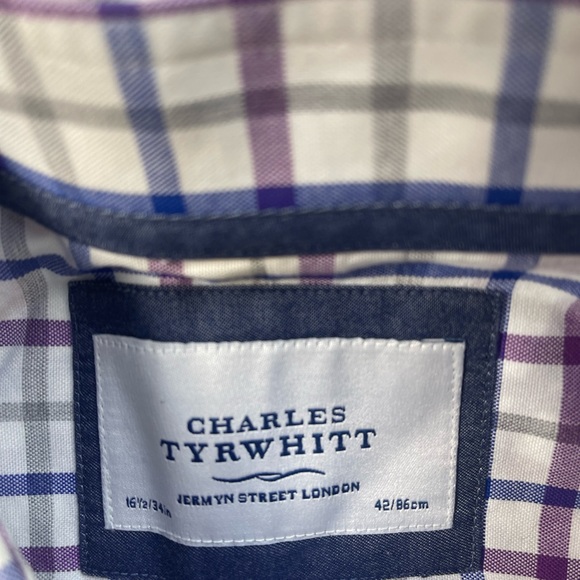 CHARLES
TYRWHITT
JERMYN STREET LONDON
16½/34in 42/86cm